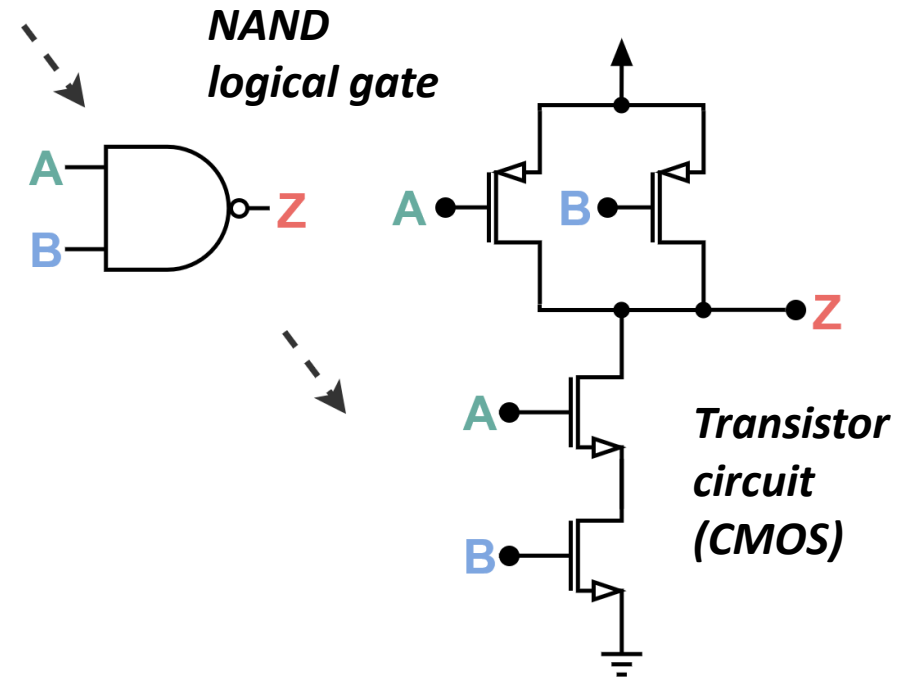 NAND
logical gate
A
B
Z
A
B
Z
A
B
Transistor
circuit
(CMOS)